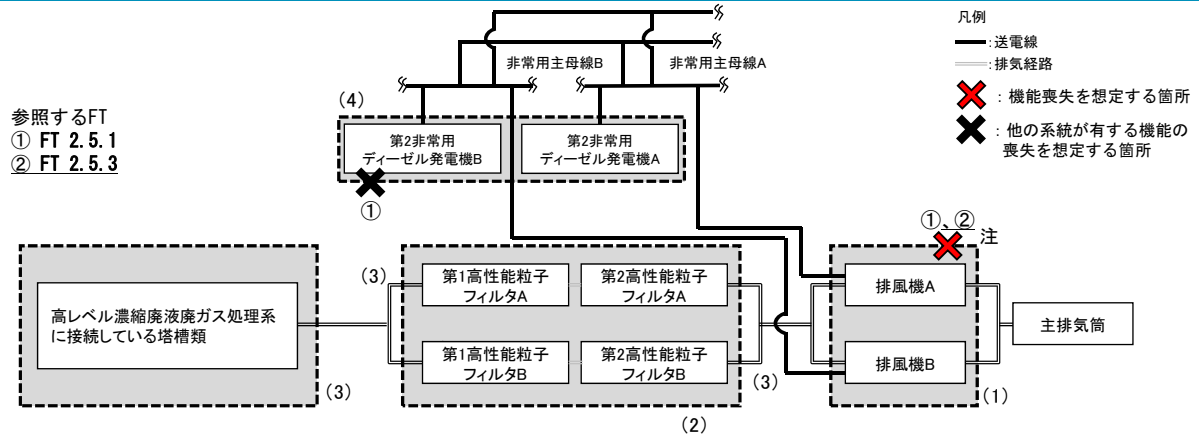 凡例
:送電線
:排気経路
: 機能喪失を想定する箇所
: 他の系統が有する機能の
喪失を想定する箇所
非常用主母線B
非常用主母線A
参照するFT
① FT 2.5.1
② FT 2.5.3
(4)
第2非常用
ディーゼル発電機B
第2非常用
ディーゼル発電機A
①
①、②
注
高レベル濃縮廃液廃ガス処理系
に接続している塔槽類
(3)
(3)
第1高性能粒子
フィルタA
第2高性能粒子
フィルタA
第1高性能粒子
フィルタB
第2高性能粒子
フィルタB
(3)
(2)
排風機A
排風機B
(1)
主排気筒